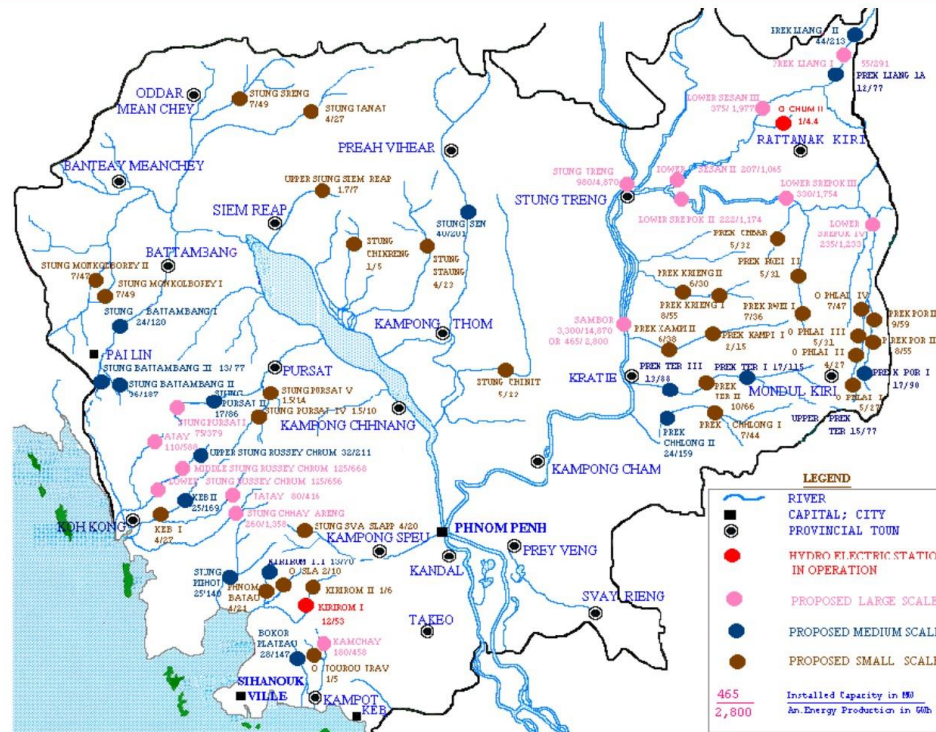 PREK LIANG II
44/213
PREK LIANG I
55/291
PREK LIANG 1A
12/77
ODDAR
MEAN CHEY
STUNG SRENG
7/49
STUNG TANAT
4/27
LOWER SESAN III
375/1,977
O CHUM II
1/4.4
RATTANAK KIRI
PREAH VIHEAR
BANTEAY MEANCHEY
UPPER STUNG SIEM REAP
1.7/7
STUNG TRENG
980/4,870
LOWER SESAN II 207/1,065
STUNG TRENG
LOWER SREPOK III
300/1,754
LOWER SREPOK II 222/1,174
LOWER
SREPOK IV
235/1,233
SIEM REAP
STUNG SEN
40/201
STUNG
CHIKRENG
1/5
STUNG
STAUNG
4/23
PREK CHBAR
5/32
BATTAMBANG
STUNG MONKOLBOREY II
7/47
STUNG MONKOLBOREY I
7/49
PREK RWEI II
5/31
PREK KRIENG II
6/30
PREK KRIENG I
8/55
PREK RWEI I
7/36
O PHLAI IV
7/47
PREK POR III
9/59
STUNG BATTAMBANG I
24/120
KAMPONG THOM
SAMBOR
3,300/14,870
OR 465/2,800
PREK KAMPI II
6/38
PREK KAMPI I
2/15
O PHLAI III
5/31
PREK POR II
8/55
O PHLAI II
4/27
PAI LIN
STUNG BATTAMBANG III 13/77
STUNG BATTAMBANG II
36/187
PURSAT
STUNG CHINIT
5/22
KRATIE
PREK TER III
13/88
PREK TER I 17/115
PREK
TER II
10/66
MONDUL KIRI
PREK POR I
17/90
O PHLAI I
5/27
UPPER PREK
TER 15/77
STUNG
PURSAT II
17/86
STUNG PURSAT V
1.5/14
STUNG PURSAT IV 1.5/10
STUNG PURSAT I
75/379
KAMPONG CHHNANG
PREK CHHLONG I
7/44
PREK
CHHLONG II
24/159
ATAY
110/588
UPPER STUNG RUSSEY CHRUM 32/211
MIDDLE STUNG RUSSEY CHRUM 125/668
LOWER STUNG RUSSEY CHRUM 125/656
KAMPONG CHAM
KEB II
25/169
TATAY 80/416
STUNG CHHAY ARENG
260/1,358
KOH KONG
KEB I
4/27
STUNG SVA SLAPP 4/20
KAMPONG SPEU
PHNOM PENH
PREY VENG
KANDAL
STUNG
METHOEUK
25/140
KIRIROM III 13/70
O SLA 2/10
PHNOM
BATAU
4/21
KIRIROM II 1/6
KIRIROM I
12/53
TAKEO
SVAY RIENG
BOKOR
PLATEAU
28/147
KAMCHAY
180/458
O
TOUROU TRAV
1/5
SIHANOUK
VILLE
KAMPOT
KEB
LEGEND
RIVER
CAPITAL; CITY
PROVINCIAL TOWN
HYDRO ELECTRIC STATION
IN OPERATION
PROPOSED LARGE SCALE
PROPOSED MEDIUM SCALE
PROPOSED SMALL SCALE
465
2,800
Installed Capacity in MW
An.Energy Production in GWh